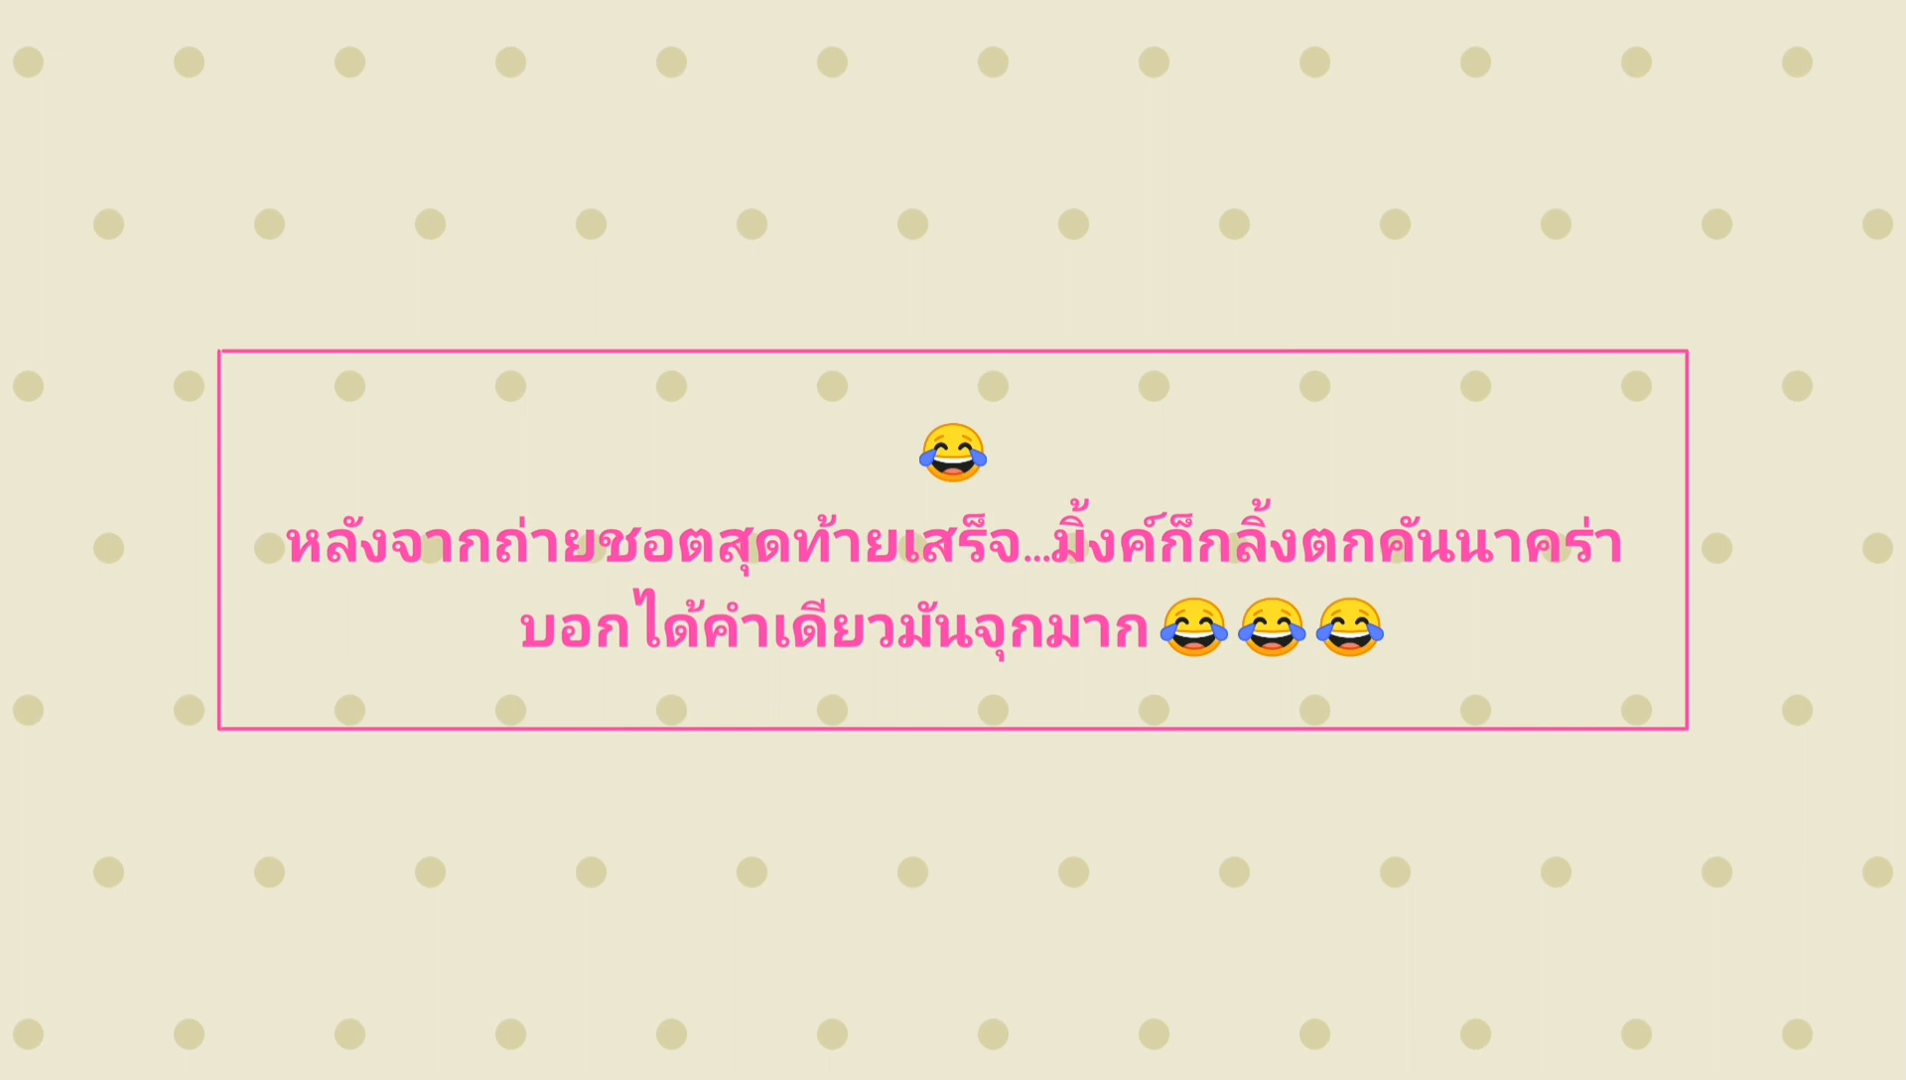 😂
หลังจากถ่ายชอตสุดท้ายเสร็จ...มิ้งค์ก็กลิ้งตกคันนาคร่า
บอกได้คำเดียวมันจุกมาก 😂😂😂